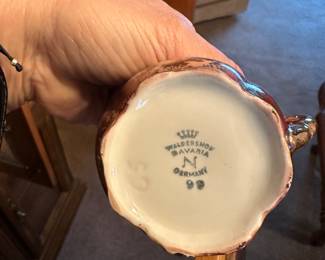 WALDERSHOF
BAVARIA
N
GERMANY
99